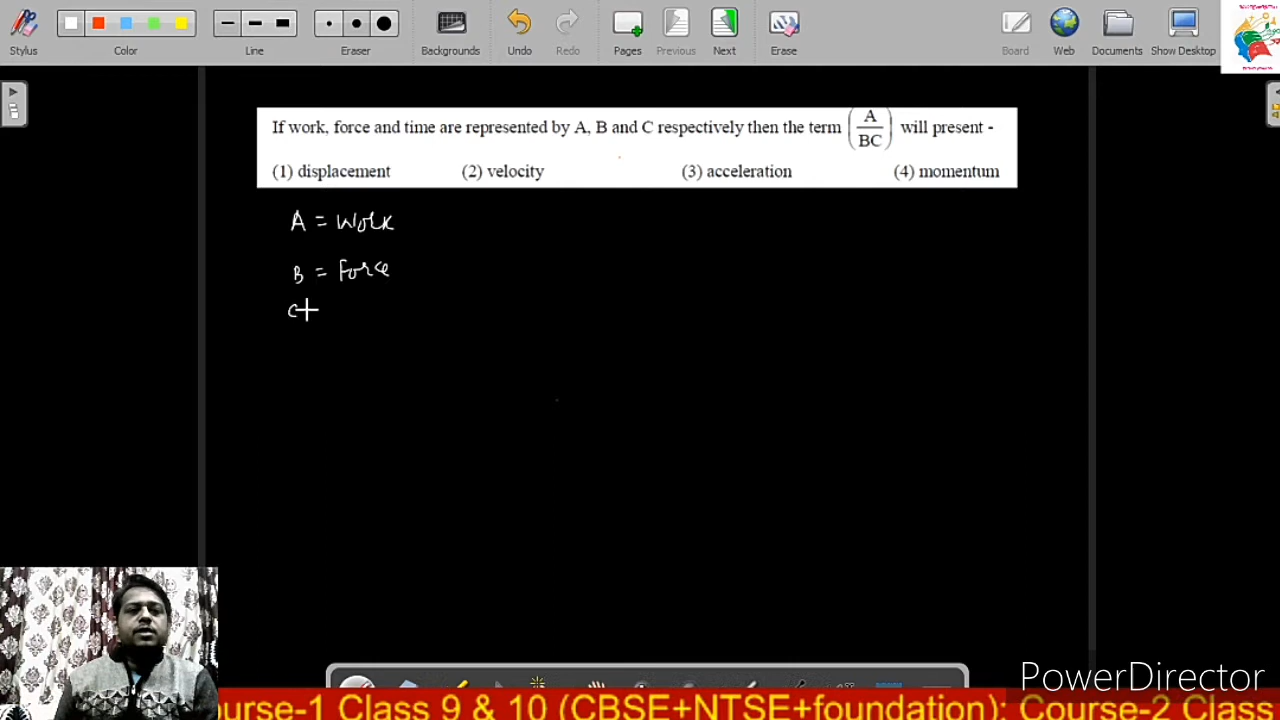 Stylus Color Line Eraser Backgrounds Undo Redo Pages Previous Next Erase Board Web Documents Show Desktop
If work, force and time are represented by A, B and C respectively then the term (A/BC) will present -
(1) displacement (2) velocity (3) acceleration (4) momentum
A = Work
B = Force
C
PowerDirector
ourse-1 Class 9 & 10 (CBSE+NTSE+foundation); Course-2 Class